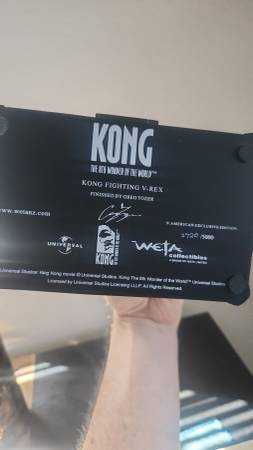 KONG
THE 8TH WONDER OF THE WORLD™
KONG FIGHTING V-REX
FINISHED BY GREG TOZER
www.wetanz.com
N.AMERICAN EXCLUSIVE EDITION
1720 /5000
UNIVERSAL
KONG
WETA
collectibles
Universal Studios' King Kong movie © Universal Studios. Kong The 8th Wonder of the World™ Universal Studios
Licensed by Universal Studios Licensing LLLP. All Rights Reserved.